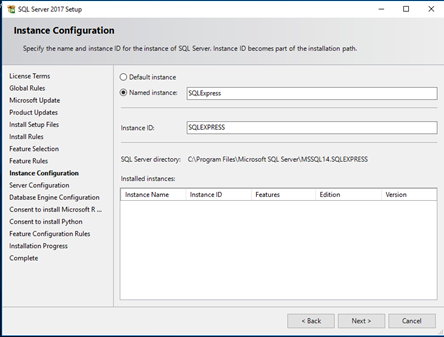 SQL Server 2017 Setup
Instance Configuration
Specify the name and instance ID for the instance of SQL Server. Instance ID becomes part of the installation path.
License Terms
Global Rules
Microsoft Update
Product Updates
Install Setup Files
Install Rules
Feature Selection
Feature Rules
Instance Configuration
Server Configuration
Database Engine Configuration
Consent to install Microsoft R ...
Consent to install Python
Feature Configuration Rules
Installation Progress
Complete
Default instance
Named instance: SQLExpress
Instance ID: SQLEXPRESS
SQL Server directory: C:\Program Files\Microsoft SQL Server\MSSQL14.SQLEXPRESS
Installed instances:
Instance Name Instance ID Features Edition Version
< Back Next > Cancel